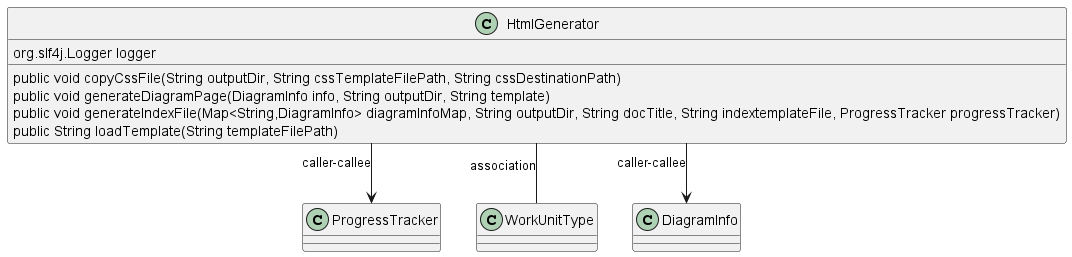 C HtmlGenerator
org.slf4j.Logger logger
public void copyCssFile(String outputDir, String cssTemplateFilePath, String cssDestinationPath)
public void generateDiagramPage(DiagramInfo info, String outputDir, String template)
public void generateIndexFile(Map<String,DiagramInfo> diagramInfoMap, String outputDir, String docTitle, String indextemplateFile, ProgressTracker progressTracker)
public String loadTemplate(String templateFilePath)
caller-callee
association
caller-callee
C ProgressTracker
C WorkUnitType
C DiagramInfo